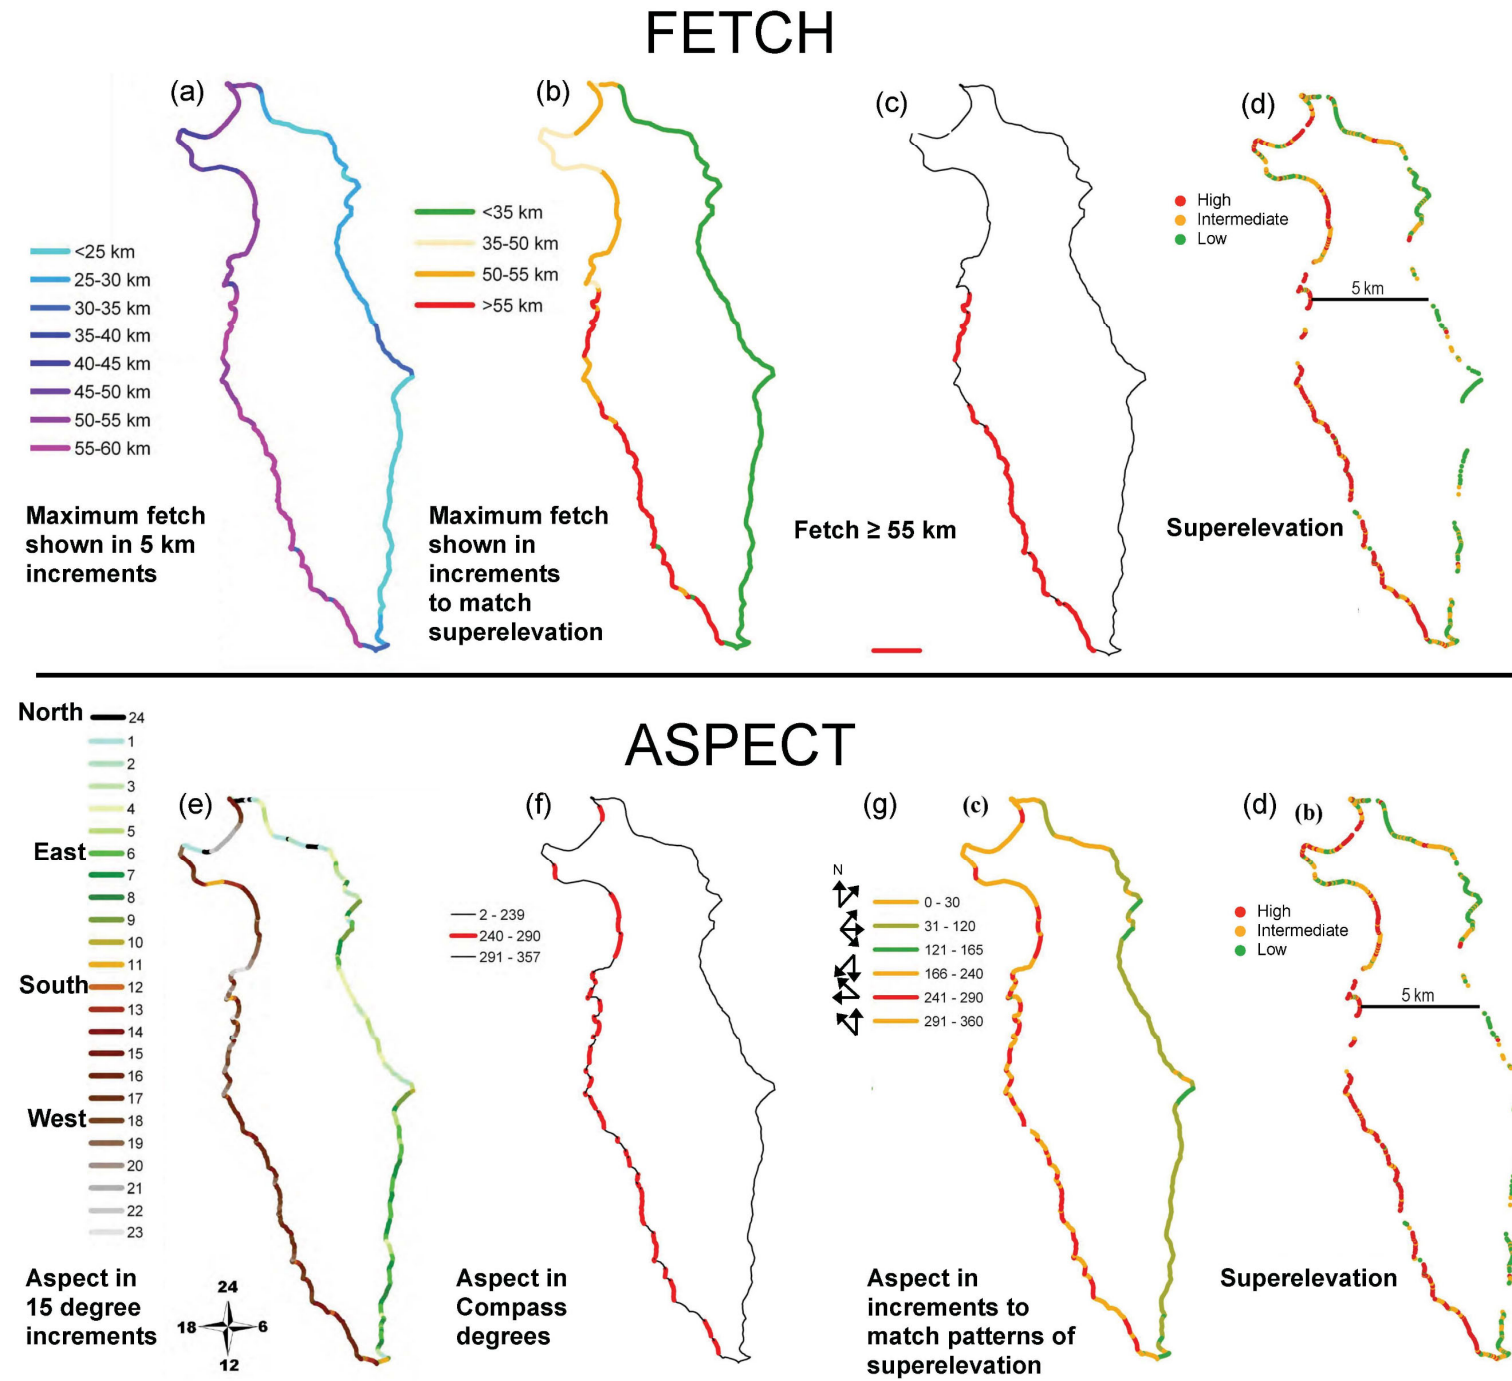 FETCH
(a)
(b)
(c)
(d)
<25 km
25-30 km
30-35 km
35-40 km
40-45 km
45-50 km
50-55 km
55-60 km
Maximum fetch
shown in 5 km
increments
<35 km
35-50 km
50-55 km
>55 km
Maximum fetch
shown in
increments
to match
superelevation
Fetch ≥ 55 km
High
Intermediate
Low
5 km
Superelevation
ASPECT
North
East
South
West
24
1
2
3
4
5
6
7
8
9
10
11
12
13
14
15
16
17
18
19
20
21
22
23
(e)
Aspect in
15 degree
increments
24
18
6
12
(f)
2 - 239
240 - 290
291 - 357
Aspect in
Compass
degrees
(g)
(c)
N
0 - 30
31 - 120
121 - 165
166 - 240
241 - 290
291 - 360
Aspect in
increments to
match patterns of
superelevation
(d)
(b)
High
Intermediate
Low
5 km
Superelevation